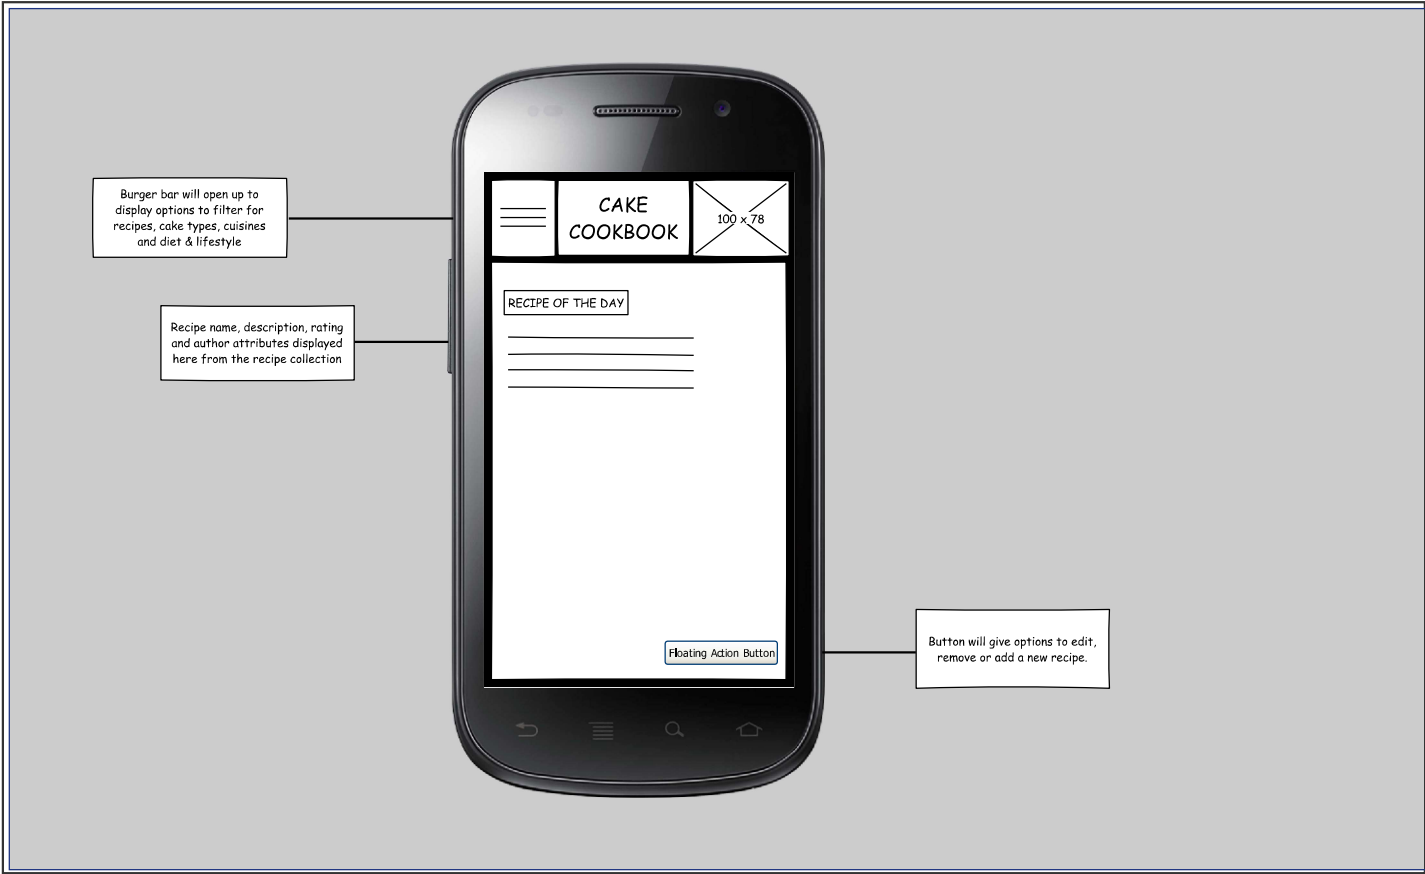 Burger bar will open up to
display options to filter for
recipes, cake types, cuisines
and diet & lifestyle
CAKE
COOKBOOK
100 x 78
Recipe name, description, rating
and author attributes displayed
here from the recipe collection
RECIPE OF THE DAY
Floating Action Button
Button will give options to edit,
remove or add a new recipe.